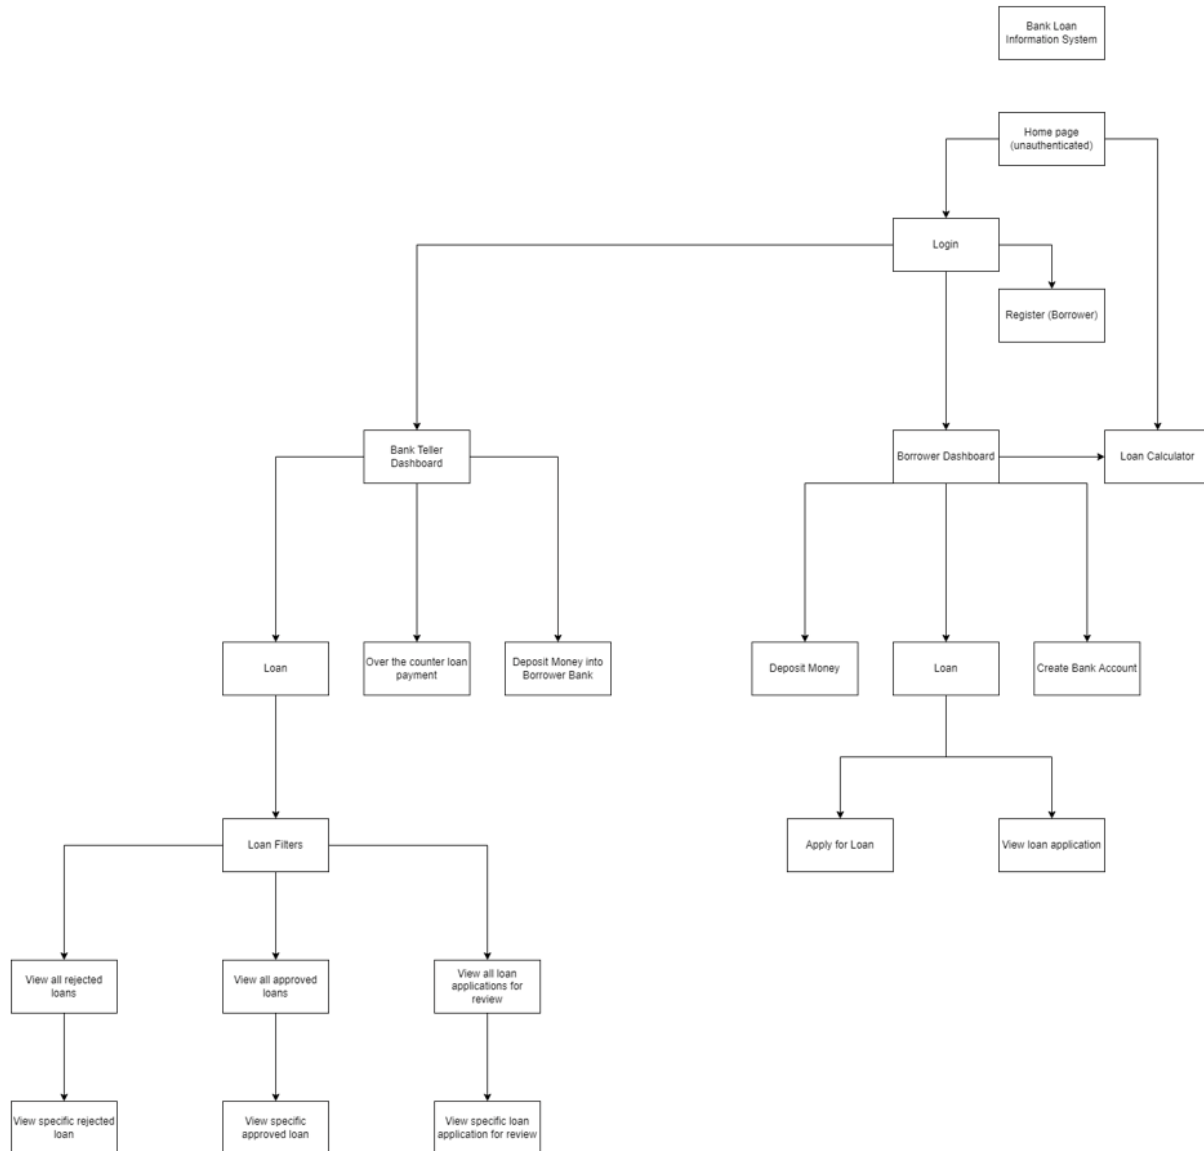 Bank Loan
Information System
Home page
(unauthenticated)
Login
Register (Borrower)
Bank Teller
Dashboard
Borrower Dashboard
Loan Calculator
Loan
Over the counter loan
payment
Deposit Money into
Borrower Bank
Deposit Money
Loan
Create Bank Account
Loan Filters
Apply for Loan
View loan application
View all rejected
loans
View all approved
loans
View all loan
applications for
review
View specific rejected
loan
View specific
approved loan
View specific loan
application for review